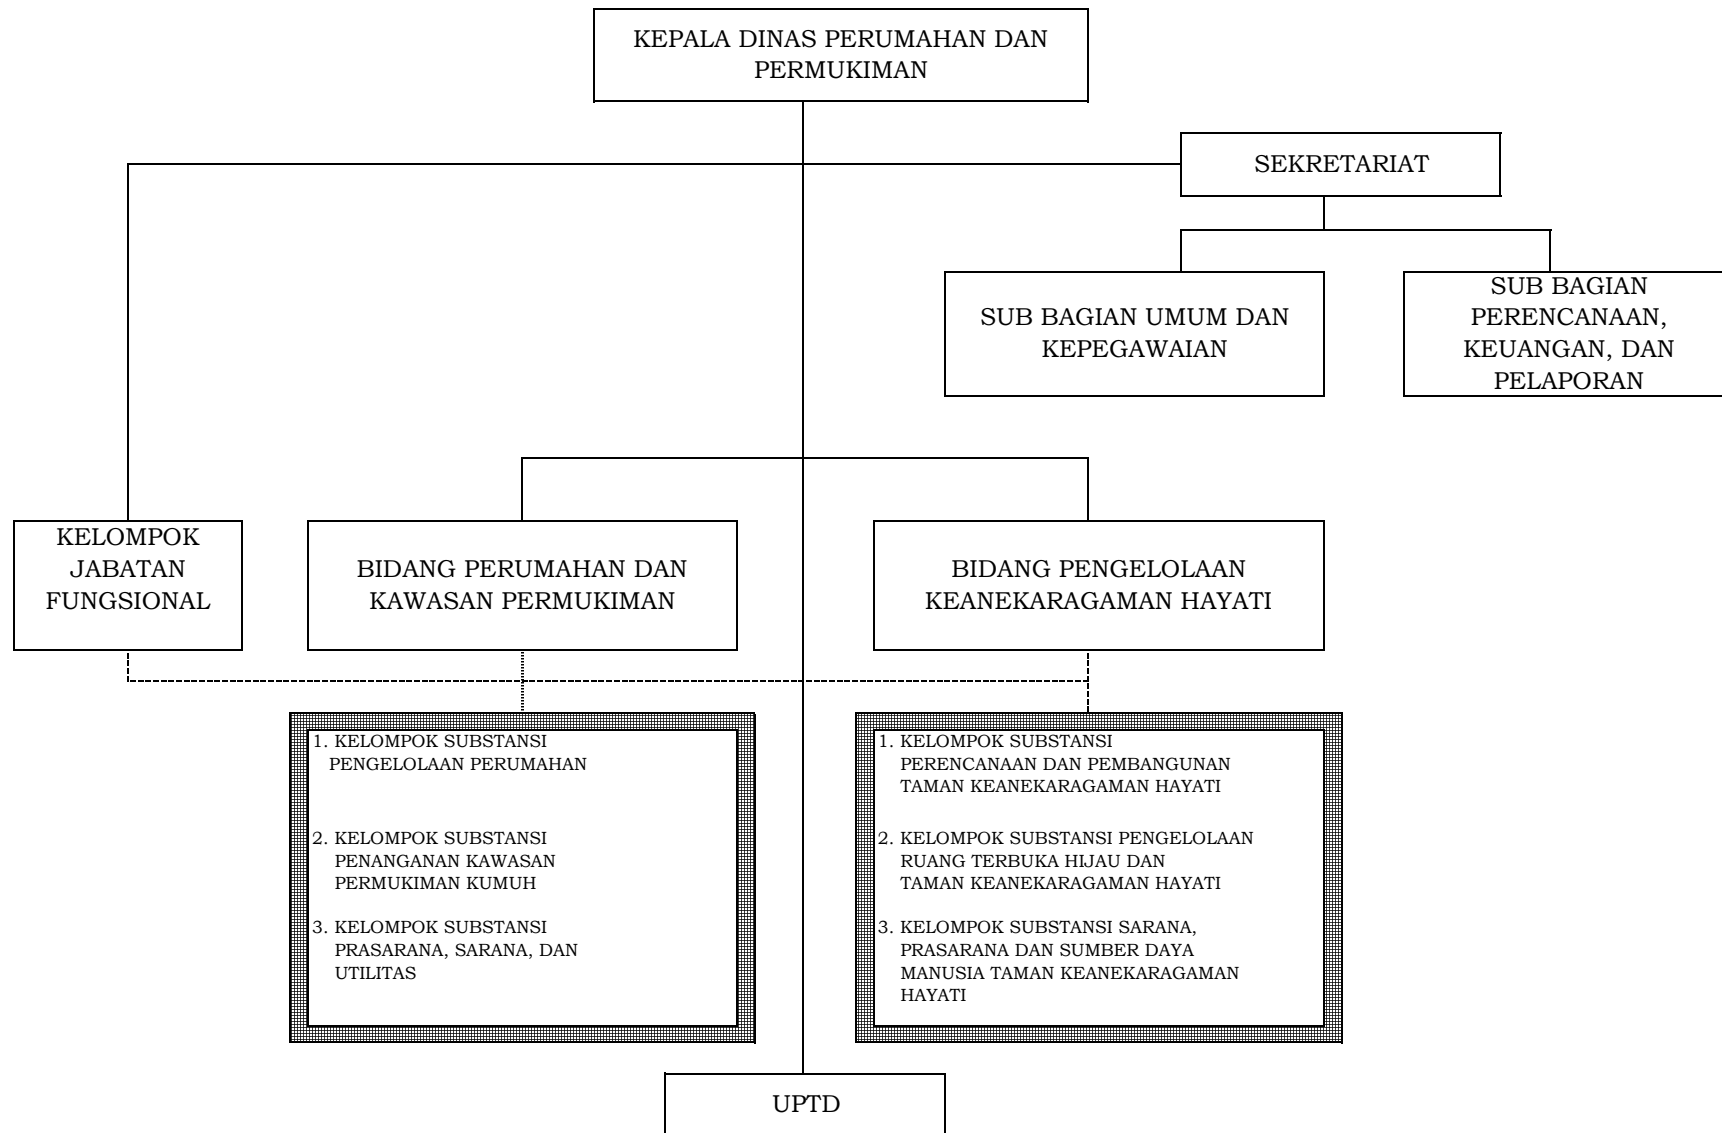 KEPALA DINAS PERUMAHAN DAN
PERMUKIMAN
SEKRETARIAT
SUB BAGIAN UMUM DAN
KEPEGAWAIAN
SUB BAGIAN
PERENCANAAN,
KEUANGAN, DAN
PELAPORAN
KELOMPOK
JABATAN
FUNGSIONAL
BIDANG PERUMAHAN DAN
KAWASAN PERMUKIMAN
BIDANG PENGELOLAAN
KEANEKARAGAMAN HAYATI
1. KELOMPOK SUBSTANSI
PENGELOLAAN PERUMAHAN
2. KELOMPOK SUBSTANSI
PENANGANAN KAWASAN
PERMUKIMAN KUMUH
3. KELOMPOK SUBSTANSI
PRASARANA, SARANA, DAN
UTILITAS
1. KELOMPOK SUBSTANSI
PERENCANAAN DAN PEMBANGUNAN
TAMAN KEANEKARAGAMAN HAYATI
2. KELOMPOK SUBSTANSI PENGELOLAAN
RUANG TERBUKA HIJAU DAN
TAMAN KEANEKARAGAMAN HAYATI
3. KELOMPOK SUBSTANSI SARANA,
PRASARANA DAN SUMBER DAYA
MANUSIA TAMAN KEANEKARAGAMAN
HAYATI
UPTD